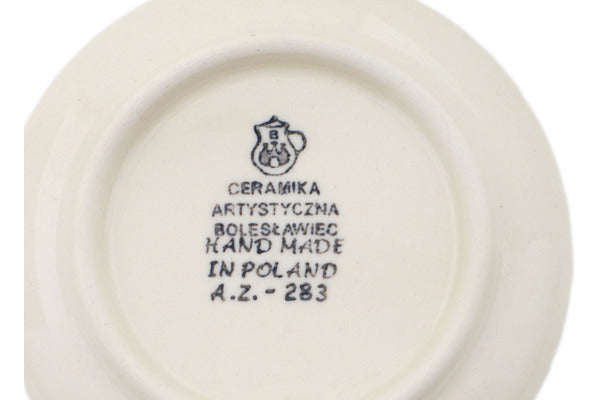 B
CERAMIKA
ARTYSTYCZNA
BOLESŁAWIEC
HAND MADE
IN POLAND
A.Z. - 283